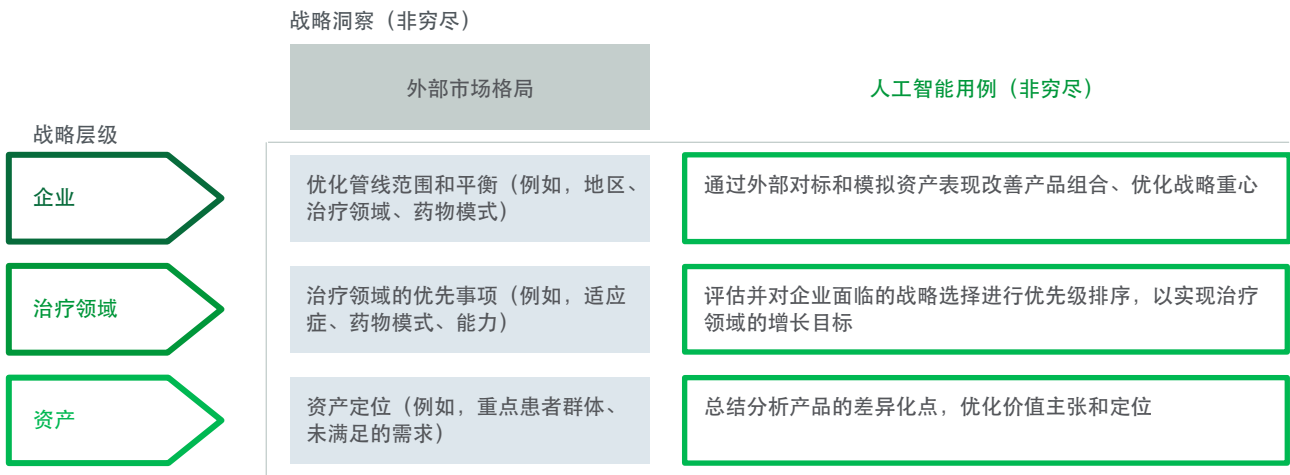 战略洞察（非穷尽）
外部市场格局
人工智能用例（非穷尽）
战略层级
企业
优化管线范围和平衡（例如，地区、
治疗领域、药物模式）
通过外部对标和模拟资产表现改善产品组合、优化战略重心
治疗领域
治疗领域的优先事项（例如，适应
症、药物模式、能力）
评估并对企业面临的战略选择进行优先级排序，以实现治疗
领域的增长目标
资产
资产定位（例如，重点患者群体、
未满足的需求）
总结分析产品的差异化点，优化价值主张和定位